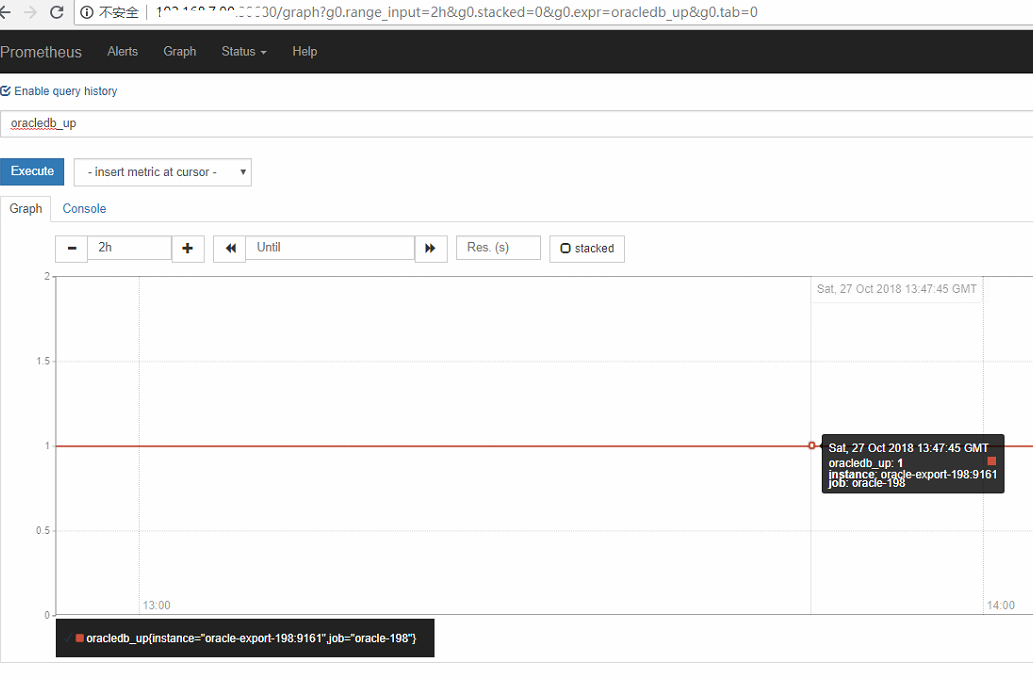 不安全 /graph?g0.range_input=2h&g0.stacked=0&g0.expr=oracledb_up&g0.tab=0
Prometheus Alerts Graph Status Help
Enable query history
oracledb_up
Execute - insert metric at cursor -
Graph Console
2h Until Res. (s) stacked
2
Sat, 27 Oct 2018 13:47:45 GMT
1.5
1
Sat, 27 Oct 2018 13:47:45 GMT
oracledb_up: 1
instance: oracle-export-198:9161
job: oracle-198
0.5
13:00 14:00
0
oracledb_up{instance="oracle-export-198:9161",job="oracle-198"}